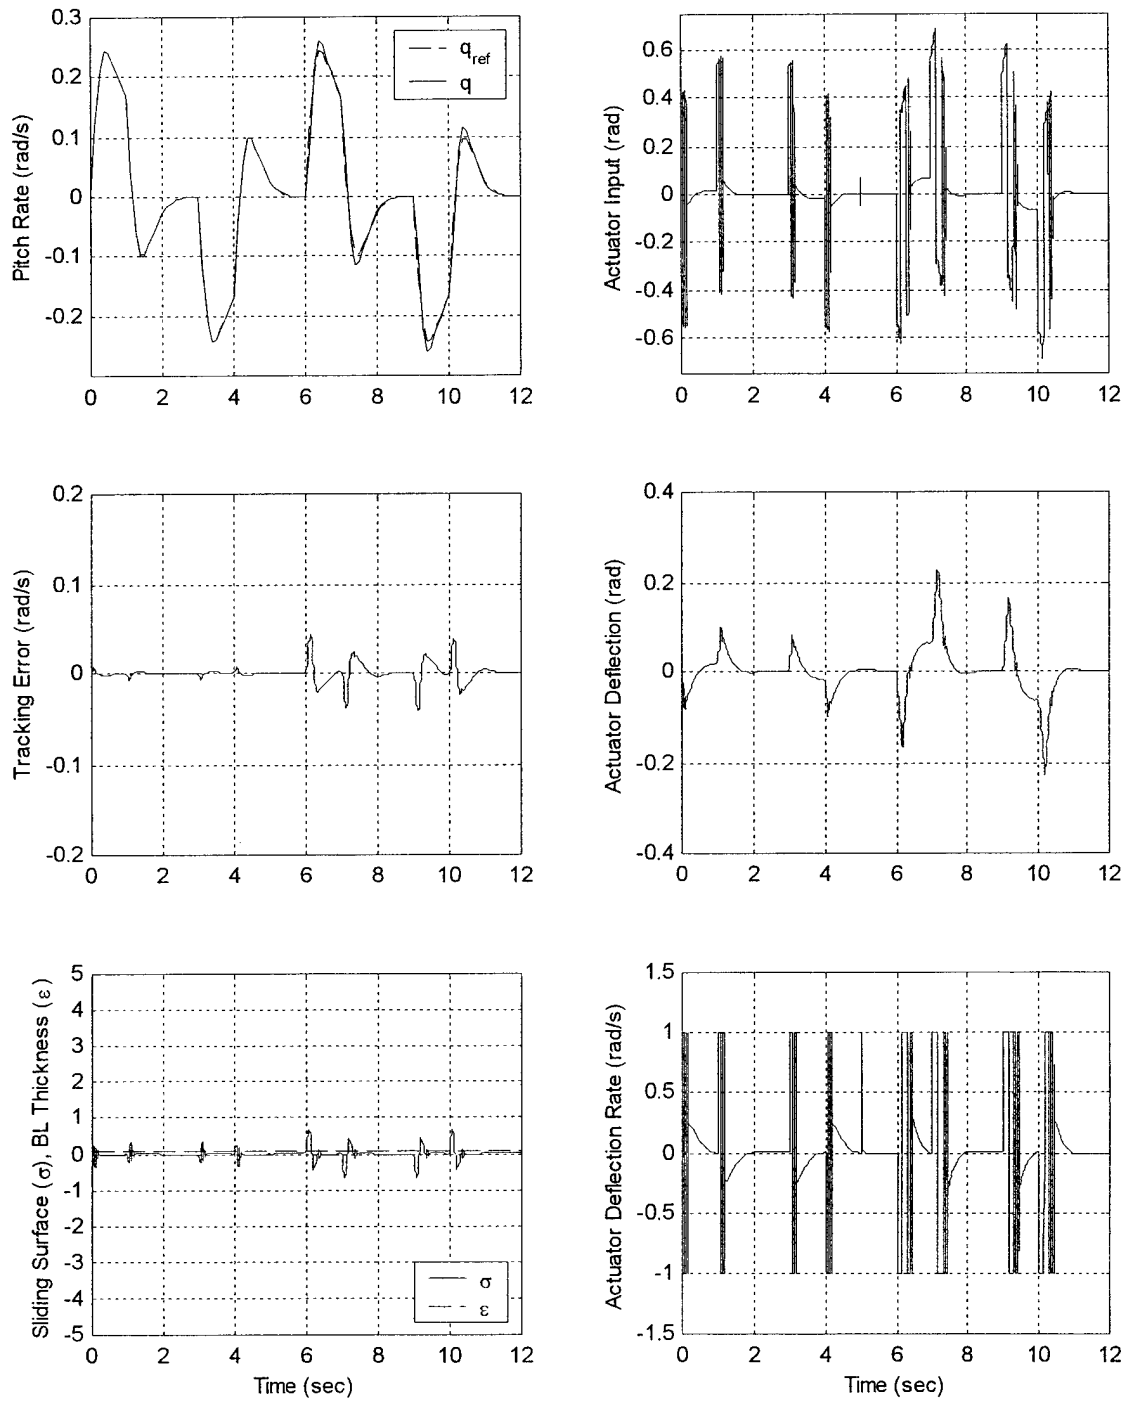 Pitch Rate (rad/s)
0.3
0.2
0.1
0
-0.1
-0.2
0 2 4 6 8 10 12
q_ref
q
Actuator Input (rad)
0.6
0.4
0.2
0
-0.2
-0.4
-0.6
0 2 4 6 8 10 12
Tracking Error (rad/s)
0.2
0.1
0
-0.1
-0.2
0 2 4 6 8 10 12
Actuator Deflection (rad)
0.4
0.2
0
-0.2
-0.4
0 2 4 6 8 10 12
Sliding Surface (σ), BL Thickness (ε)
5
4
3
2
1
0
-1
-2
-3
-4
-5
0 2 4 6 8 10 12
σ
ε
Time (sec)
Actuator Deflection Rate (rad/s)
1.5
1
0.5
0
-0.5
-1
-1.5
0 2 4 6 8 10 12
Time (sec)